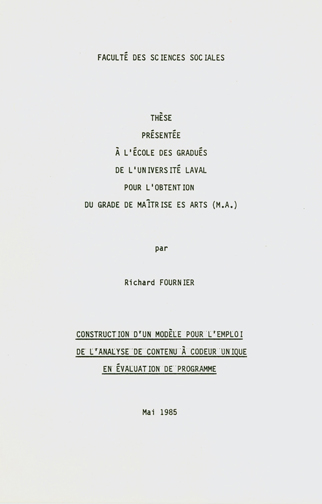 FACULTÉ DES SCIENCES SOCIALES
THÈSE
PRÉSENTÉE
À L'ÉCOLE DES GRADUÉS
DE L'UNIVERSITÉ LAVAL
POUR L'OBTENTION
DU GRADE DE MAÎTRISE ES ARTS (M.A.)
par
Richard FOURNIER
CONSTRUCTION D'UN MODÈLE POUR L'EMPLOI
DE L'ANALYSE DE CONTENU À CODEUR UNIQUE
EN ÉVALUATION DE PROGRAMME
Mai 1985